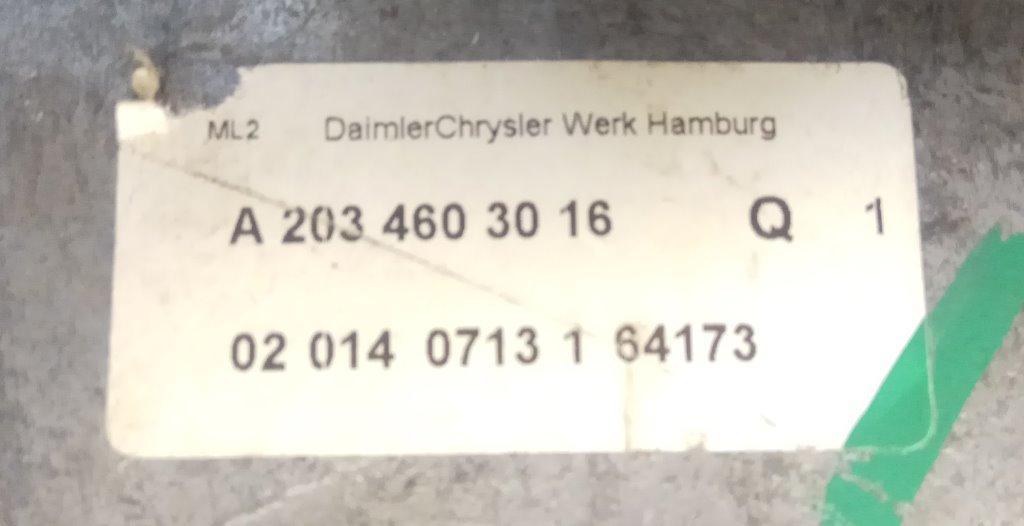 ML2 DaimlerChrysler Werk Hamburg
A 203 460 30 16 Q 1
02 014 0713 1 64173